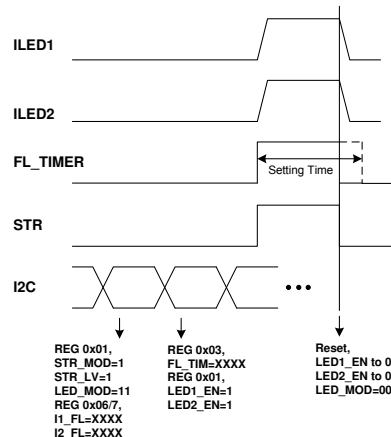 ILED1
ILED2
FL_TIMER
Setting Time
STR
I2C
REG 0x01,
STR_MOD=1
STR_LV=1
LED_MOD=11
REG 0x06/7,
I1_FL=XXXX
I2_FL=XXXX
REG 0x03,
FL_TIM=XXXX
REG 0x01,
LED1_EN=1
LED2_EN=1
Reset,
LED1_EN to 0
LED2_EN to 0
LED_MOD=00